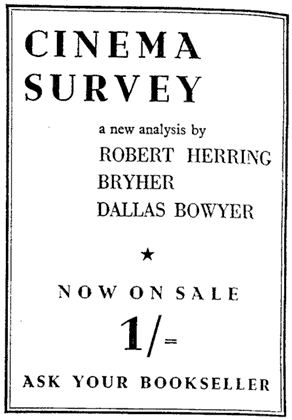 CINEMA
SURVEY
a new analysis by
ROBERT HERRING
BRYHER
DALLAS BOWYER
★
NOW ON SALE
1/=
ASK YOUR BOOKSELLER